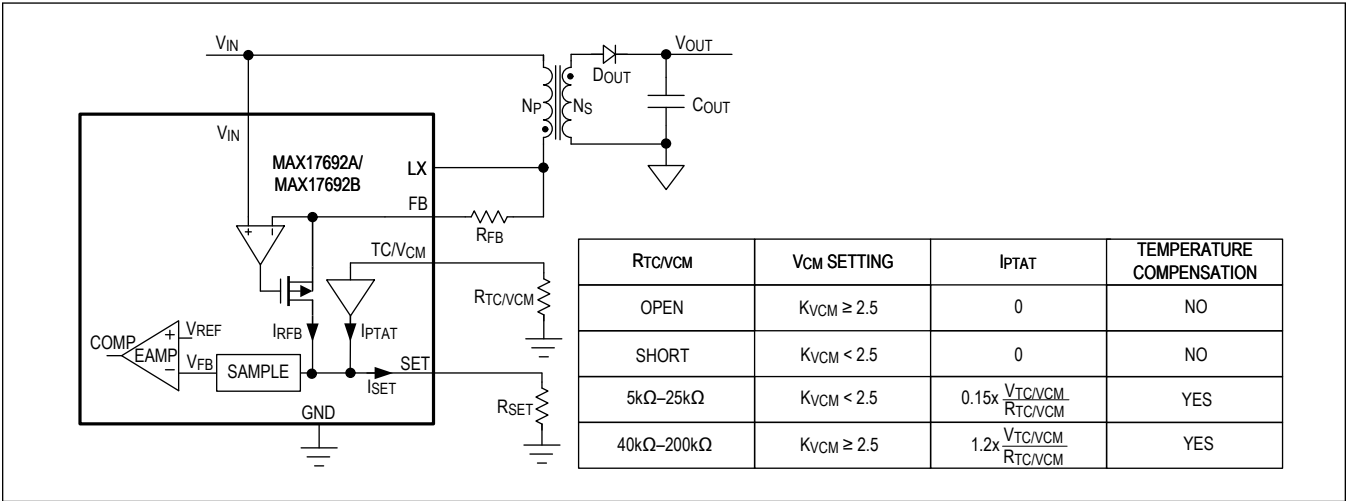 VIN
VOUT
DOUT
NP
NS
COUT
VIN
MAX17692A/
MAX17692B
LX
FB
RFB
TC/VCM
RTC/VCM
IRFB
IPTAT
COMP
EAMP
VREF
VFB
SAMPLE
SET
ISET
RSET
GND
+ −
+
−
RTC/VCM VCM SETTING IPTAT TEMPERATURE
COMPENSATION
OPEN KVCM ≥ 2.5 0 NO
SHORT KVCM < 2.5 0 NO
5kΩ–25kΩ KVCM < 2.5 0.15x VTC/VCM YES
RTC/VCM
40kΩ–200kΩ KVCM ≥ 2.5 1.2x VTC/VCM YES
RTC/VCM